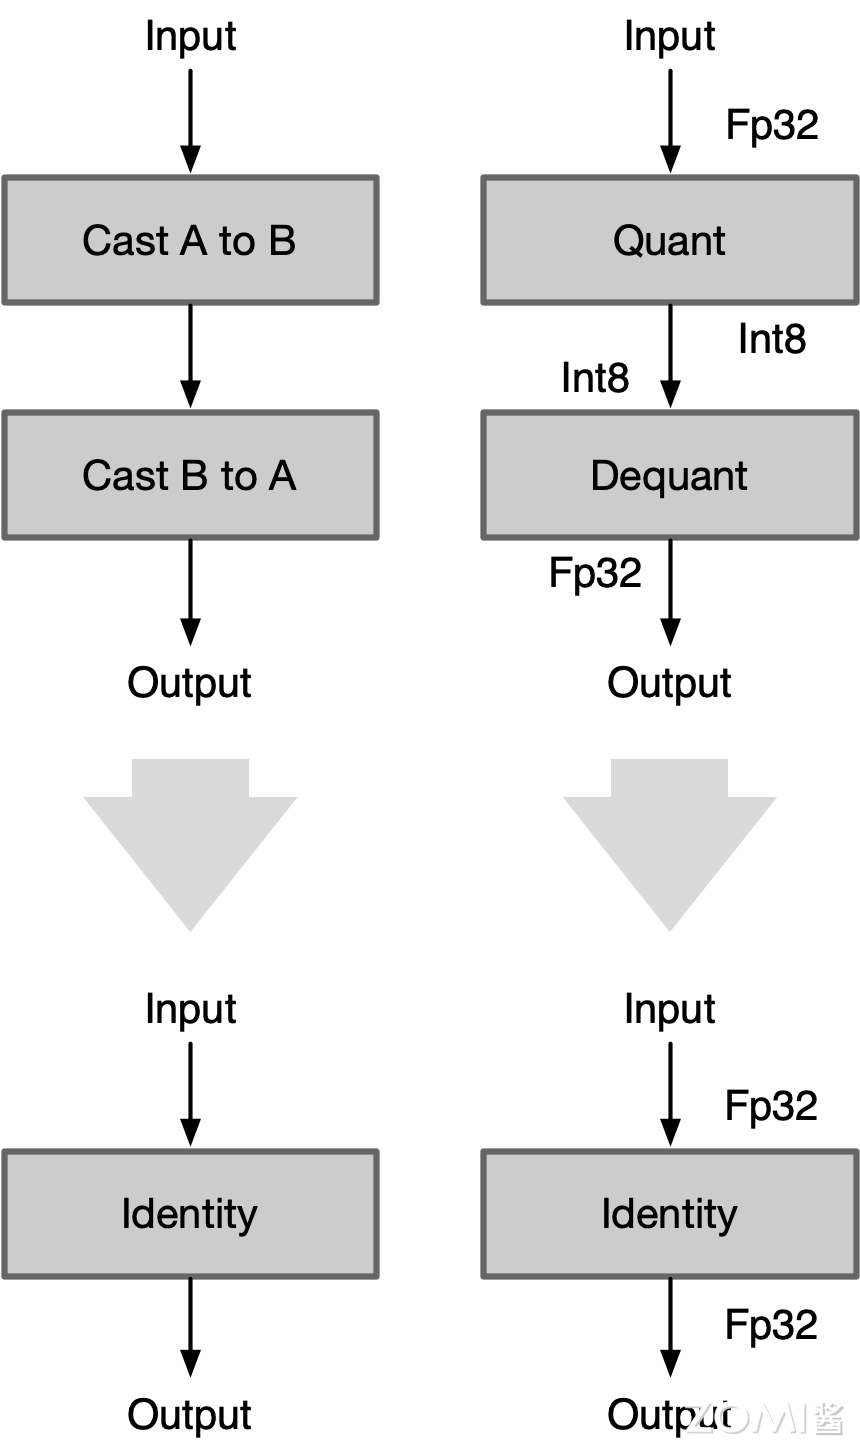 Input
Cast A to B
Cast B to A
Output
Input
Fp32
Quant
Int8
Int8
Dequant
Fp32
Output
Input
Identity
Output
Input
Fp32
Identity
Fp32
Output
ZOMI酱